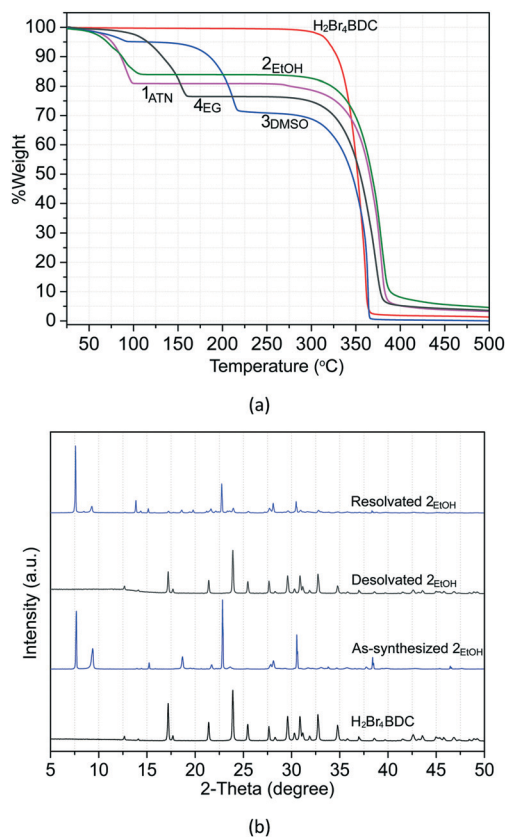 100
90
80
70
60
50
40
30
20
10
0
%Weight
H₂Br₄BDC
2EtOH
1ATN
4EG
3DMSO
50 100 150 200 250 300 350 400 450 500
Temperature (°C)
(a)
Intensity (a.u.)
Resolvated 2EtOH
Desolvated 2EtOH
As-synthesized 2EtOH
H₂Br₄BDC
5 10 15 20 25 30 35 40 45 50
2-Theta (degree)
(b)